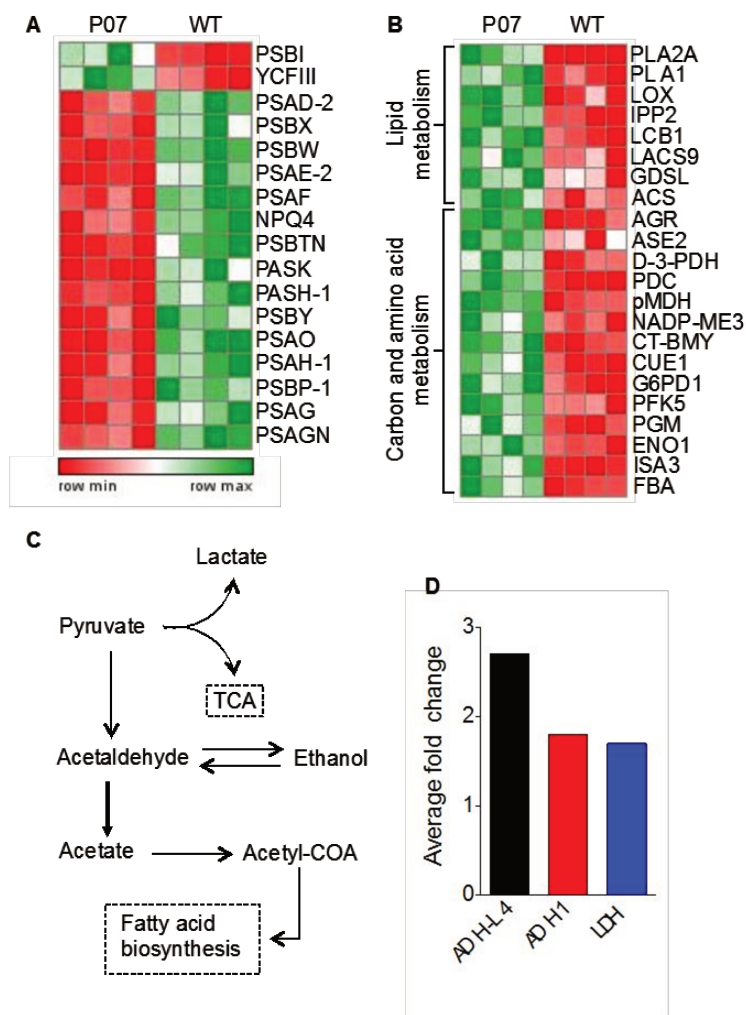 A
P07 WT
PSBI
YCFIII
PSAD-2
PSBX
PSBW
PSAE-2
PSAF
NPQ4
PSBTN
PASK
PASH-1
PSBY
PSAO
PSAH-1
PSBP-1
PSAG
PSAGN
row min row max
B
P07 WT
Lipid
metabolism
PLA2A
PLA1
LOX
IPP2
LCB1
LACS9
GDSL
ACS
Carbon and amino acid
metabolism
AGR
ASE2
D-3-PDH
PDC
pMDH
NADP-ME3
CT-BMY
CUE1
G6PD1
PFK5
PGM
ENO1
ISA3
FBA
C
Lactate
Pyruvate
TCA
Acetaldehyde Ethanol
Acetate Acetyl-COA
Fatty acid
biosynthesis
D
Average fold change
3
2
1
0
ADH-L4 ADH1 LDH